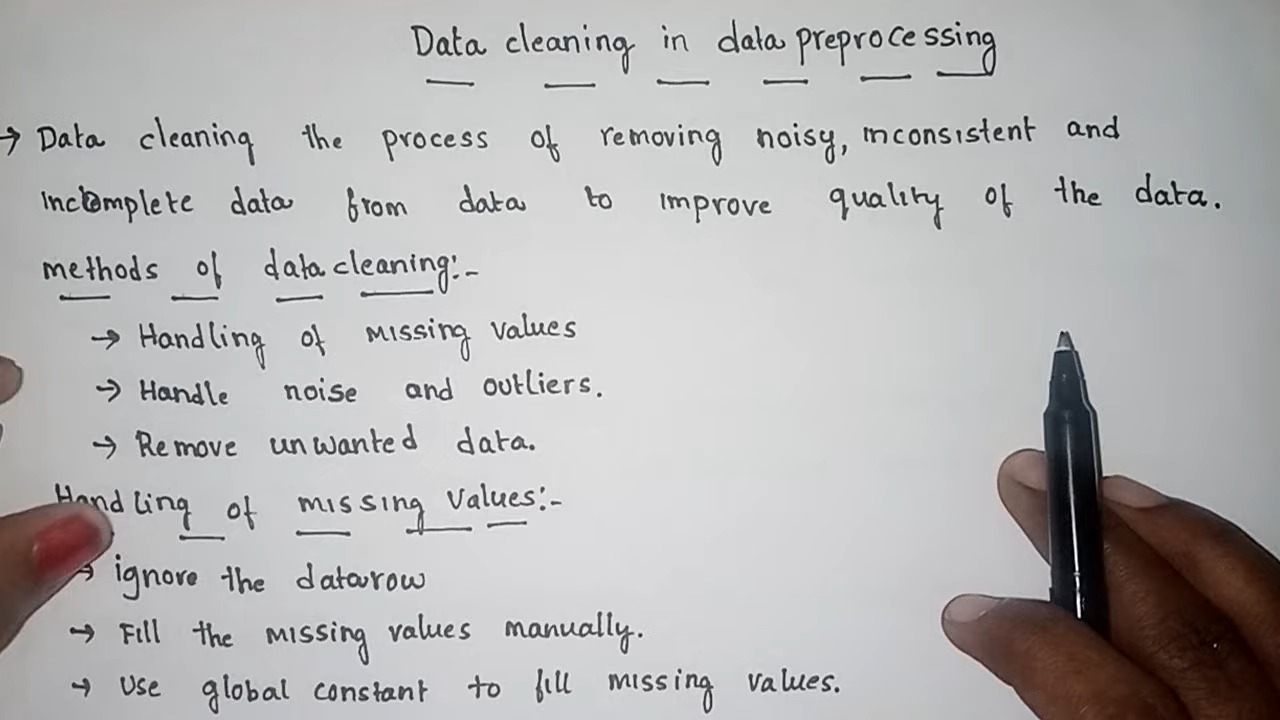 Data cleaning in data preprocessing
→ Data cleaning the process of removing noisy, inconsistent and
incomplete data from data to improve quality of the data.
methods of data cleaning:-
→ Handling of missing values
→ Handle noise and outliers.
→ Remove unwanted data.
Handling of missing values:-
→ ignore the datarow
→ Fill the missing values manually.
→ Use global constant to fill missing values.